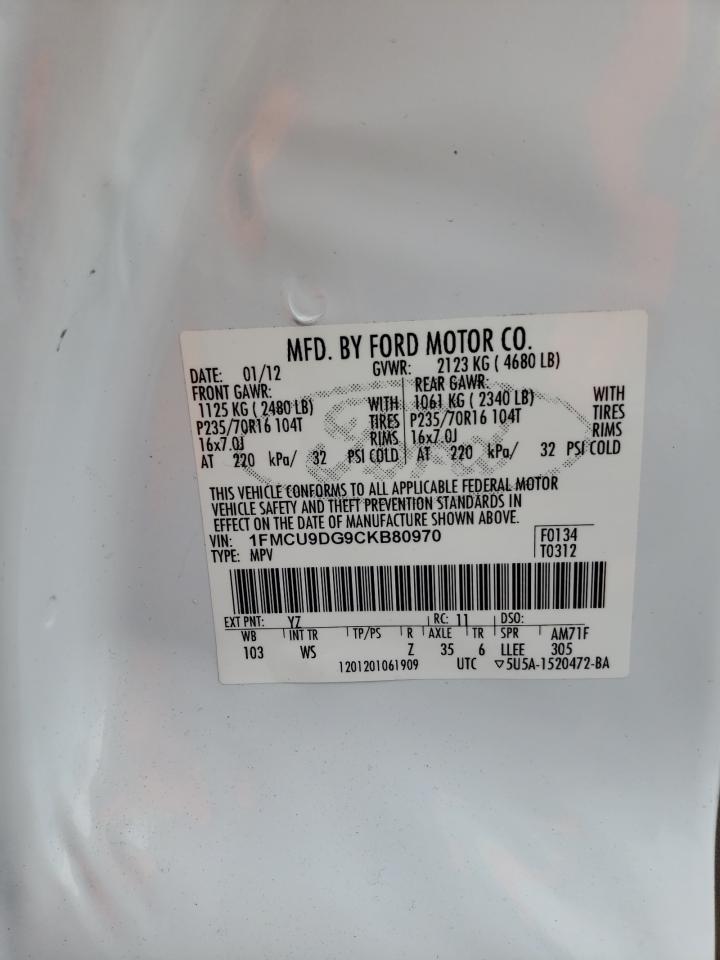 MFD. BY FORD MOTOR CO.
DATE: 01/12 GVWR: 2123 KG ( 4680 LB)
FRONT GAWR: REAR GAWR:
1125 KG ( 2480 LB) WITH 1061 KG ( 2340 LB) WITH
P235/70R16 104T TIRES P235/70R16 104T TIRES
16x7.0J RIMS 16x7.0J RIMS
AT 220 kPa/ 32 PSI COLD AT 220 kPa/ 32 PSI COLD
THIS VEHICLE CONFORMS TO ALL APPLICABLE FEDERAL MOTOR
VEHICLE SAFETY AND THEFT PREVENTION STANDARDS IN
EFFECT ON THE DATE OF MANUFACTURE SHOWN ABOVE.
VIN: 1FMCU9DG9CKB80970 F0134
TYPE: MPV T0312
EXT PNT: YZ RC: 11 DSO:
WB INT TR TP/PS R AXLE TR SPR AM71F
103 WS Z 35 6 LLEE 305
1201201061909 UTC ▽5U5A-1520472-BA